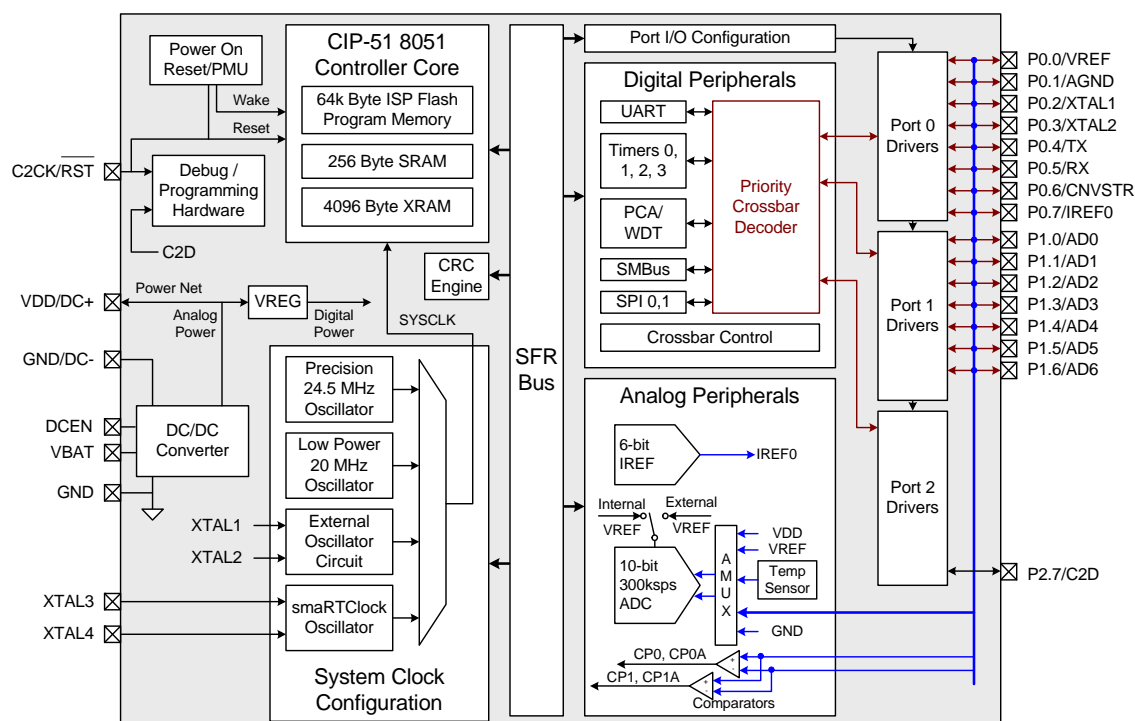 Power On
Reset/PMU
Wake
Reset
C2CK/RST
Debug /
Programming
Hardware
C2D
VDD/DC+
Power Net
Analog
Power
VREG
Digital
Power
GND/DC-
DCEN
VBAT
GND
DC/DC
Converter
XTAL1
XTAL2
XTAL3
XTAL4
CIP-51 8051
Controller Core
64k Byte ISP Flash
Program Memory
256 Byte SRAM
4096 Byte XRAM
CRC
Engine
SYSCLK
Precision
24.5 MHz
Oscillator
Low Power
20 MHz
Oscillator
External
Oscillator
Circuit
smaRTClock
Oscillator
System Clock
Configuration
SFR
Bus
Port I/O Configuration
Digital Peripherals
UART
Timers 0,
1, 2, 3
PCA/
WDT
SMBus
SPI 0,1
Priority
Crossbar
Decoder
Crossbar Control
Analog Peripherals
6-bit
IREF
IREF0
Internal
VREF
External
VREF
10-bit
300ksps
ADC
A
M
U
X
VDD
VREF
Temp
Sensor
GND
CP0, CP0A
+
-
CP1, CP1A
+
-
Comparators
Port 0
Drivers
Port 1
Drivers
Port 2
Drivers
P0.0/VREF
P0.1/AGND
P0.2/XTAL1
P0.3/XTAL2
P0.4/TX
P0.5/RX
P0.6/CNVSTR
P0.7/IREF0
P1.0/AD0
P1.1/AD1
P1.2/AD2
P1.3/AD3
P1.4/AD4
P1.5/AD5
P1.6/AD6
P2.7/C2D